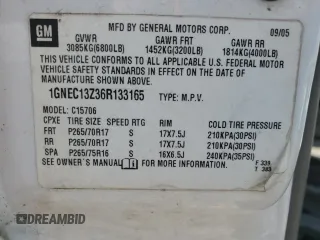 GM
MFD BY GENERAL MOTORS CORP. 09/05
GVWR GAWR FRT GAWR RR
3085KG(6800LB) 1452KG(3200LB) 1814KG(4000LB)
THIS VEHICLE CONFORMS TO ALL APPLICABLE U.S. FEDERAL MOTOR VEHICLE
SAFETY STANDARDS IN EFFECT ON THE DATE OF MANUFACTURE SHOWN ABOVE.
1GNEC13Z36R133165 TYPE: M.P.V.
MODEL: C15706
CPXE TIRE SIZE SPEED RTG RIM COLD TIRE PRESSURE
FRT P265/70R17 S 17X7.5J 210KPA(30PSI)
RR P265/70R17 S 17X7.5J 210KPA(30PSI)
SPA P265/75R16 S 16X6.5J 240KPA(35PSI)
SEE OWNER'S MANUAL FOR MORE INFORMATION.
AUTOBIDMASTER